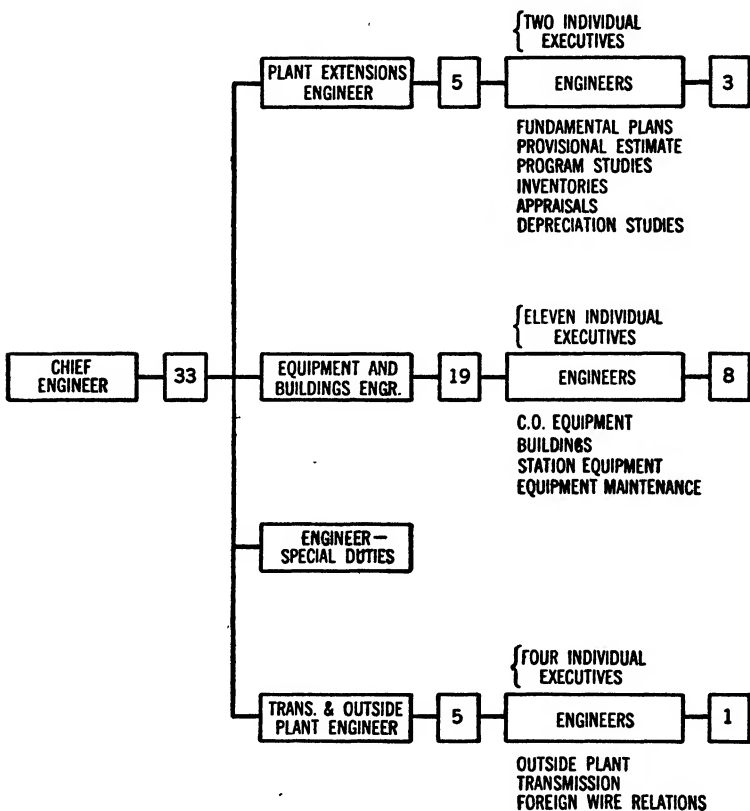 {TWO INDIVIDUAL
EXECUTIVES
PLANT EXTENSIONS
ENGINEER
5
ENGINEERS
3
FUNDAMENTAL PLANS
PROVISIONAL ESTIMATE
PROGRAM STUDIES
INVENTORIES
APPRAISALS
DEPRECIATION STUDIES
CHIEF
ENGINEER
33
{ELEVEN INDIVIDUAL
EXECUTIVES
EQUIPMENT AND
BUILDINGS ENGR.
19
ENGINEERS
8
C.O. EQUIPMENT
BUILDINGS
STATION EQUIPMENT
EQUIPMENT MAINTENANCE
ENGINEER—
SPECIAL DUTIES
{FOUR INDIVIDUAL
EXECUTIVES
TRANS. & OUTSIDE
PLANT ENGINEER
5
ENGINEERS
1
OUTSIDE PLANT
TRANSMISSION
FOREIGN WIRE RELATIONS